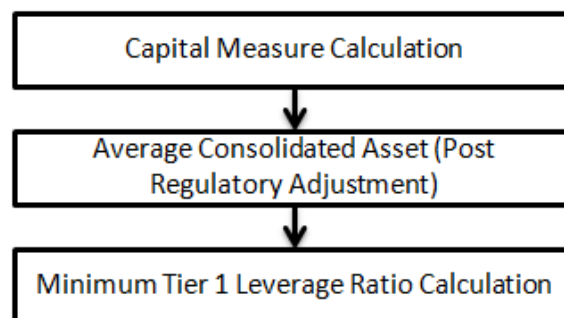 Capital Measure Calculation
Average Consolidated Asset (Post
Regulatory Adjustment)
Minimum Tier 1 Leverage Ratio Calculation